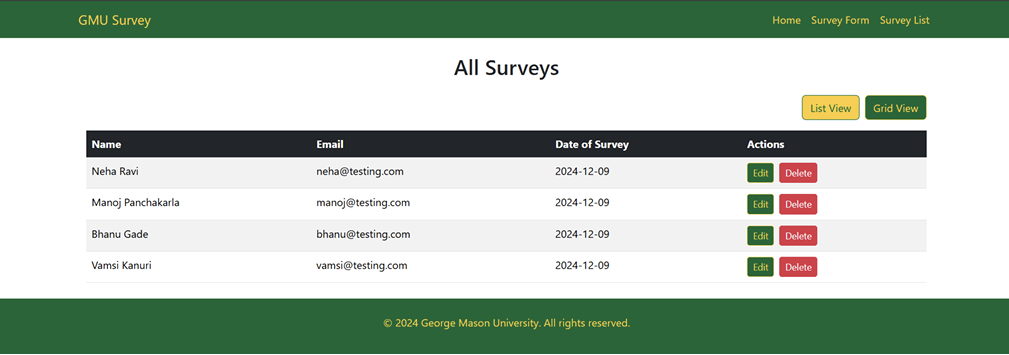 GMU Survey Home Survey Form Survey List
All Surveys
List View Grid View
Name Email Date of Survey Actions
Neha Ravi neha@testing.com 2024-12-09 Edit Delete
Manoj Panchakarla manoj@testing.com 2024-12-09 Edit Delete
Bhanu Gade bhanu@testing.com 2024-12-09 Edit Delete
Vamsi Kanuri vamsi@testing.com 2024-12-09 Edit Delete
© 2024 George Mason University. All rights reserved.